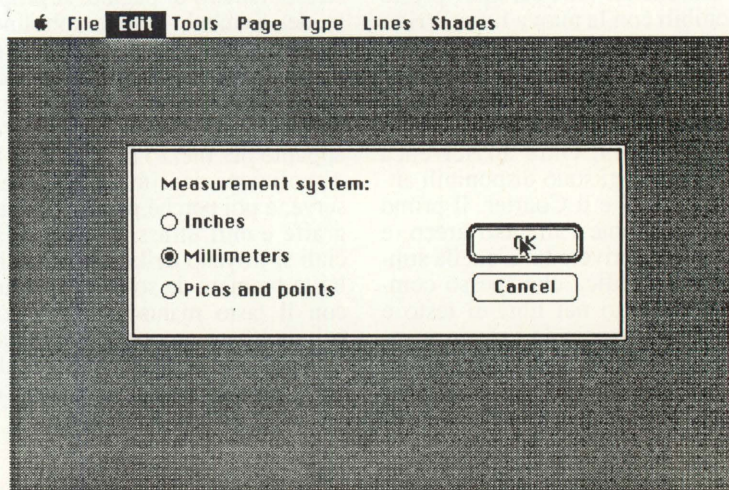 File Edit Tools Page Type Lines Shades
Measurement system:
Inches
Millimeters
Picas and points
OK
Cancel